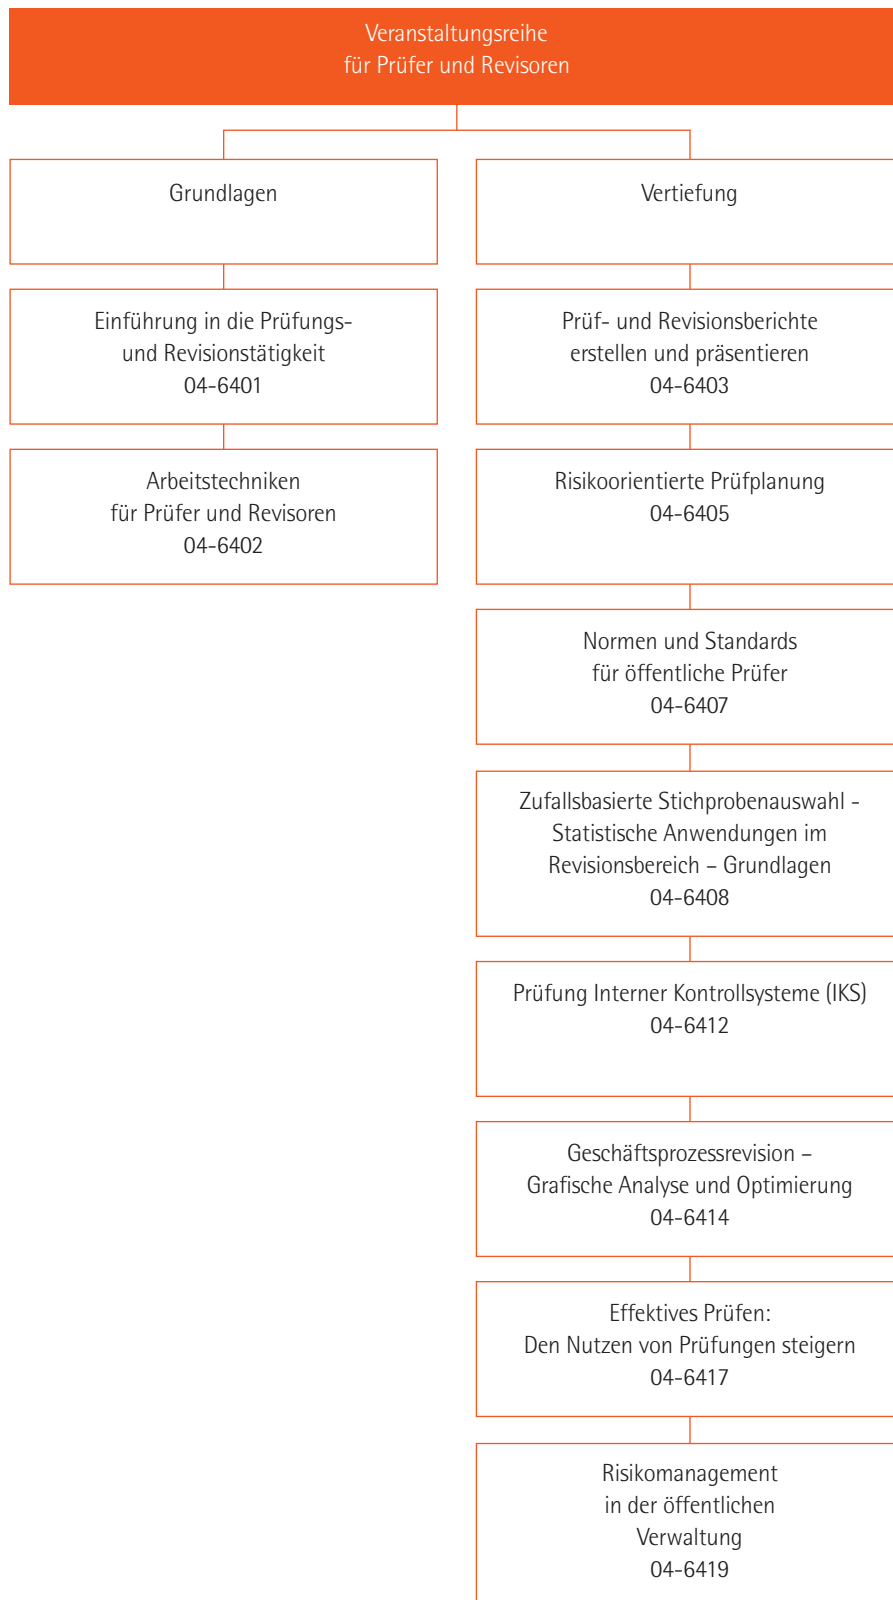 Veranstaltungsreihe
für Prüfer und Revisoren
Grundlagen
Einführung in die Prüfungs-
und Revisionstätigkeit
04-6401
Arbeitstechniken
für Prüfer und Revisoren
04-6402
Vertiefung
Prüf- und Revisionsberichte
erstellen und präsentieren
04-6403
Risikoorientierte Prüfplanung
04-6405
Normen und Standards
für öffentliche Prüfer
04-6407
Zufallsbasierte Stichprobenauswahl -
Statistische Anwendungen im
Revisionsbereich – Grundlagen
04-6408
Prüfung Interner Kontrollsysteme (IKS)
04-6412
Geschäftsprozessrevision –
Grafische Analyse und Optimierung
04-6414
Effektives Prüfen:
Den Nutzen von Prüfungen steigern
04-6417
Risikomanagement
in der öffentlichen
Verwaltung
04-6419